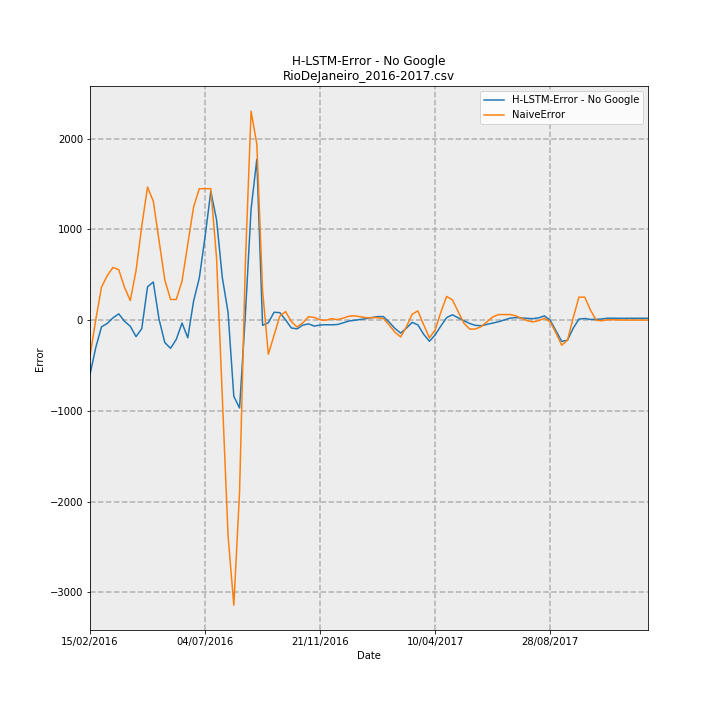 H-LSTM-Error - No Google
RioDeJaneiro_2016-2017.csv
H-LSTM-Error - No Google
NaiveError
2000
1000
0
−1000
−2000
−3000
Error
15/02/2016
04/07/2016
21/11/2016
10/04/2017
28/08/2017
Date